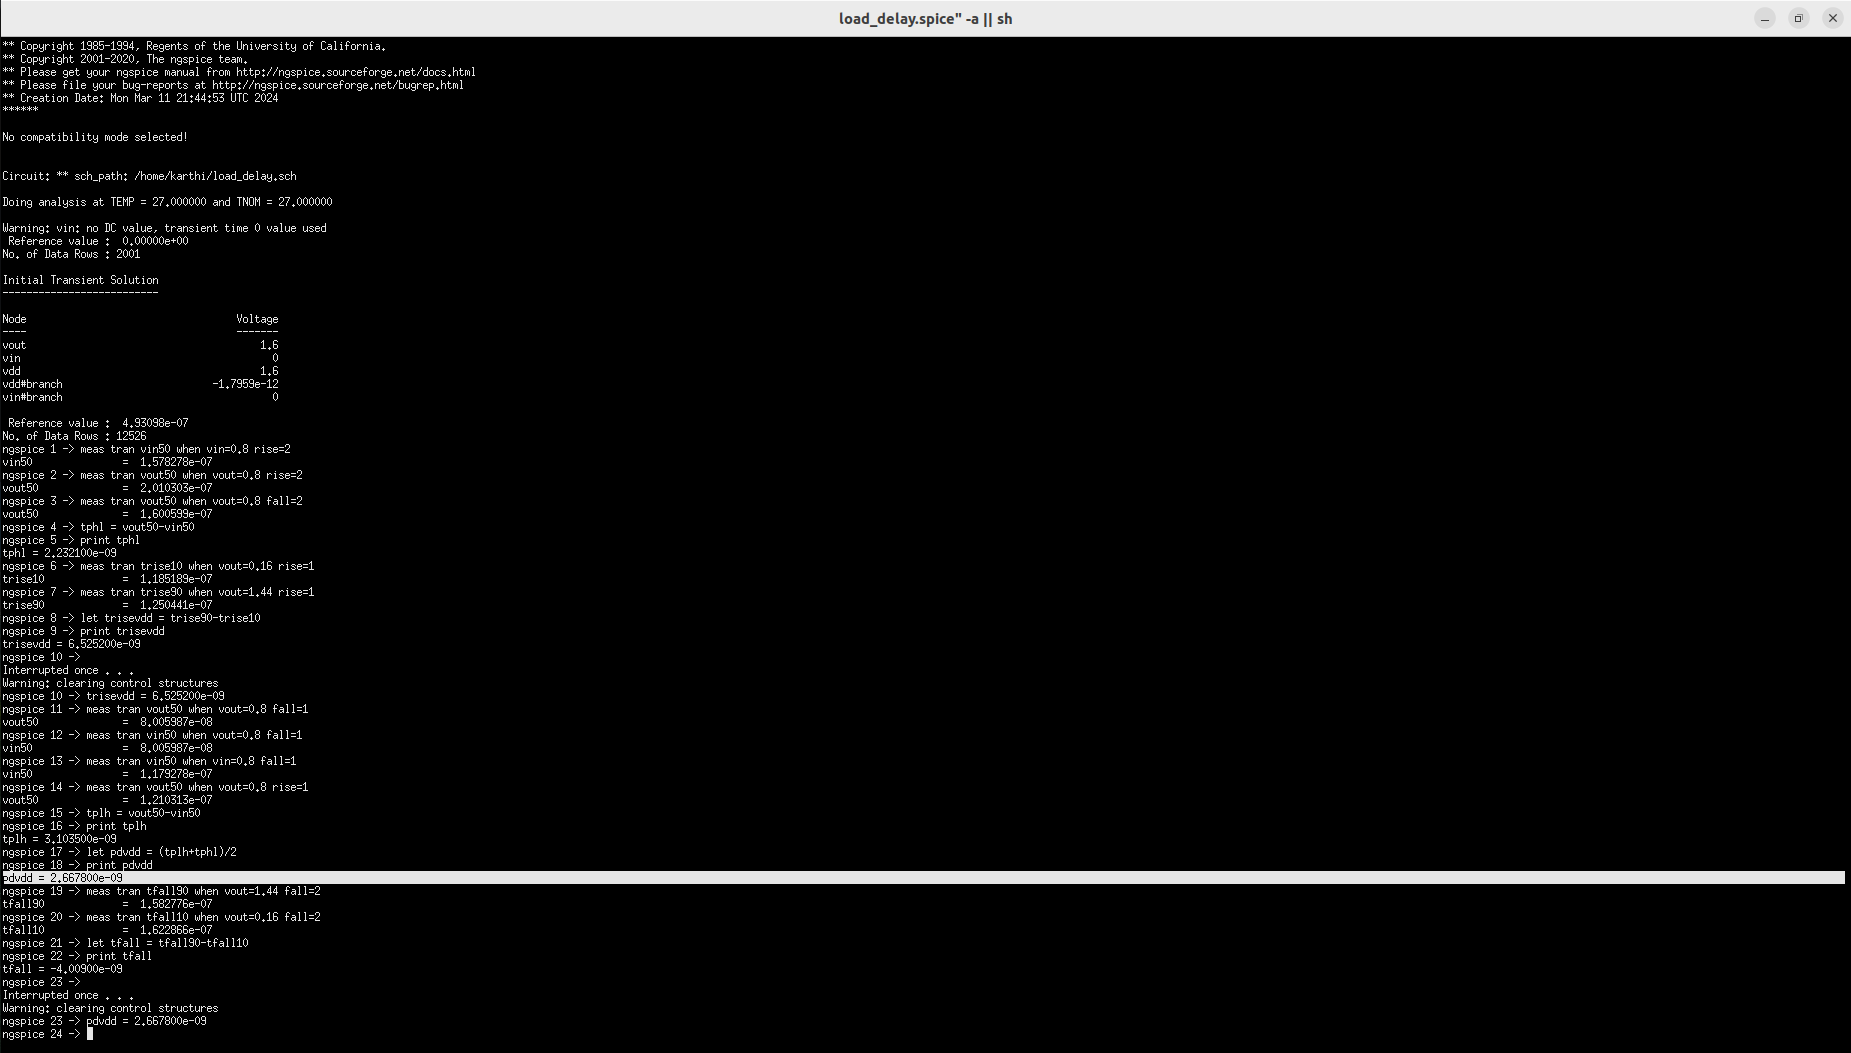 load_delay.spice" -a || sh
** Copyright 1985-1994, Regents of the University of California.
** Copyright 2001-2020, The ngspice team.
** Please get your ngspice manual from http://ngspice.sourceforge.net/docs.html
** Please file your bug-reports at http://ngspice.sourceforge.net/bugrep.html
** Creation Date: Mon Mar 11 21:44:53 UTC 2024
******
No compatibility mode selected!
Circuit: ** sch_path: /home/karthi/load_delay.sch
Doing analysis at TEMP = 27.000000 and TNOM = 27.000000
Warning: vin: no DC value, transient time 0 value used
Reference value :  0.00000e+00
No. of Data Rows : 2001
Initial Transient Solution
--------------------------
Node                                   Voltage
----                                   -------
vout                                       1.6
vin                                          0
vdd                                        1.6
vdd#branch                         -1.7959e-12
vin#branch                                   0
Reference value :  4.93098e-07
No. of Data Rows : 12526
ngspice 1 -> meas tran vin50 when vin=0.8 rise=2
vin50               =  1.578278e-07
ngspice 2 -> meas tran vout50 when vout=0.8 rise=2
vout50              =  2.010303e-07
ngspice 3 -> meas tran vout50 when vout=0.8 fall=2
vout50              =  1.600599e-07
ngspice 4 -> tphl = vout50-vin50
ngspice 5 -> print tphl
tphl = 2.232100e-09
ngspice 6 -> meas tran trise10 when vout=0.16 rise=1
trise10             =  1.185189e-07
ngspice 7 -> meas tran trise90 when vout=1.44 rise=1
trise90             =  1.250441e-07
ngspice 8 -> let trisevdd = trise90-trise10
ngspice 9 -> print trisevdd
trisevdd = 6.525200e-09
ngspice 10 ->
Interrupted once . . .
Warning: clearing control structures
ngspice 10 -> trisevdd = 6.525200e-09
ngspice 11 -> meas tran vout50 when vout=0.8 fall=1
vout50              =  8.005987e-08
ngspice 12 -> meas tran vin50 when vout=0.8 fall=1
vin50               =  8.005987e-08
ngspice 13 -> meas tran vin50 when vin=0.8 fall=1
vin50               =  1.179278e-07
ngspice 14 -> meas tran vout50 when vout=0.8 rise=1
vout50              =  1.210313e-07
ngspice 15 -> tplh = vout50-vin50
ngspice 16 -> print tplh
tplh = 3.103500e-09
ngspice 17 -> let pdvdd = (tplh+tphl)/2
ngspice 18 -> print pdvdd
pdvdd = 2.667800e-09
ngspice 19 -> meas tran tfall90 when vout=1.44 fall=2
tfall90             =  1.582776e-07
ngspice 20 -> meas tran tfall10 when vout=0.16 fall=2
tfall10             =  1.622866e-07
ngspice 21 -> let tfall = tfall90-tfall10
ngspice 22 -> print tfall
tfall = -4.00900e-09
ngspice 23 ->
Interrupted once . . .
Warning: clearing control structures
ngspice 23 -> pdvdd = 2.667800e-09
ngspice 24 ->